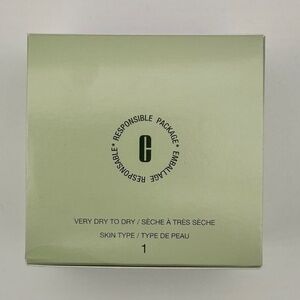 RESPONSIBLE PACKAGE* EMBALLAGE RESPONSABLE*
C
VERY DRY TO DRY / SÈCHE À TRÈS SÈCHE
SKIN TYPE / TYPE DE PEAU
1